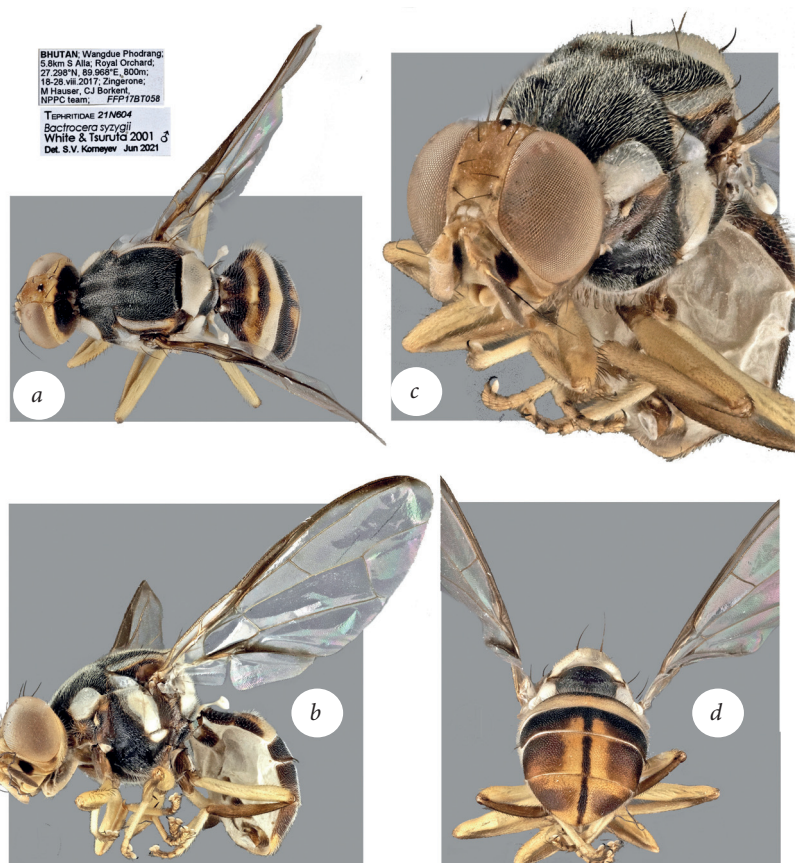 BHUTAN; Wangdue Phodrang;
5.8km S Alla; Royal Orchard;
27.298°N, 89.968°E, 800m;
18-28.viii.2017; Zingerone;
M Hauser, CJ Borkent,
NPPC team; FFP17BT058
TEPHRITIDAE 21N604
Bactrocera syzygii
White & Tsuruta 2001 ♂
Det. S.V. Korneyev Jun 2021
a
c
b
d